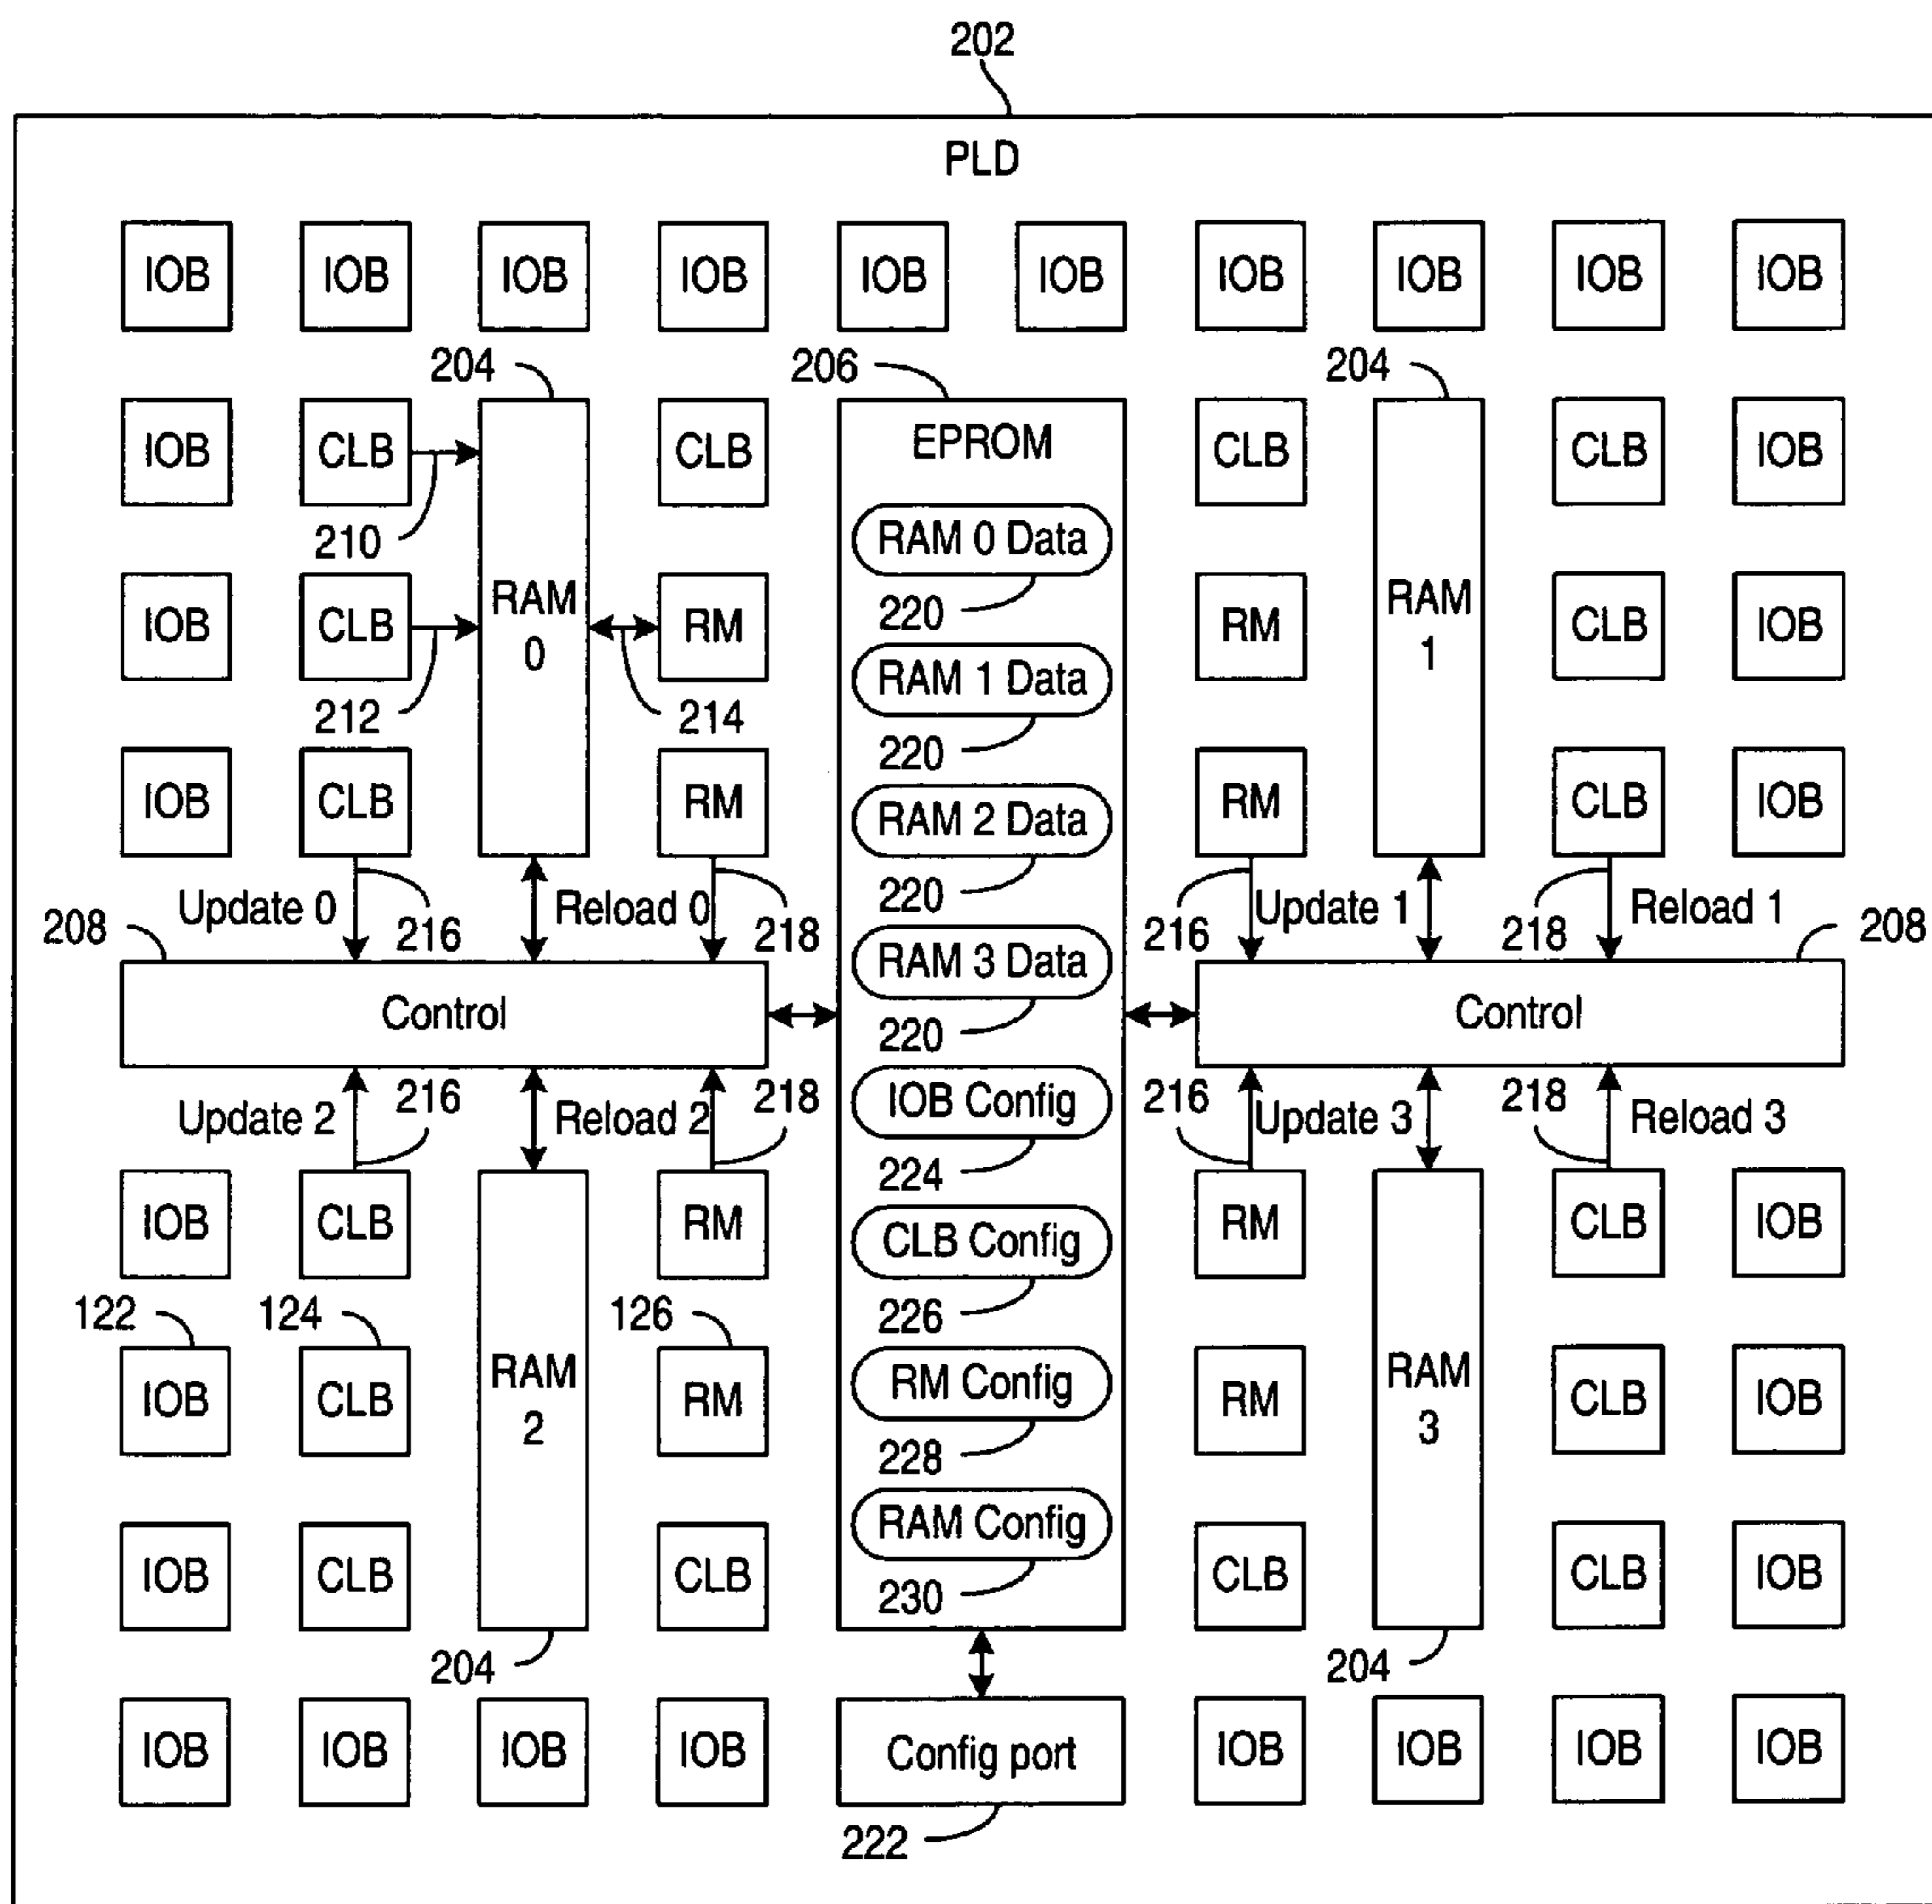 202
PLD
IOB IOB IOB IOB IOB IOB IOB IOB IOB IOB
204 206 204
IOB CLB CLB EPROM CLB CLB IOB
210 RAM 0 Data
IOB CLB RAM 0 RM 220 RM RAM 1 CLB IOB
212 214 RAM 1 Data
220
IOB CLB RM RAM 2 Data RM CLB IOB
208 Update 0 216 Reload 0 218 220 216 Update 1 218 Reload 1 208
RAM 3 Data
Control 220 Control
Update 2 216 Reload 2 218 IOB Config 216 Update 3 218 Reload 3
224
IOB CLB RM CLB Config RM CLB IOB
122 124 126 226
IOB CLB RAM 2 RM RM Config RM RAM 3 CLB IOB
228
IOB CLB CLB RAM Config CLB CLB IOB
230
204 204
IOB IOB IOB IOB Config port IOB IOB IOB IOB
222